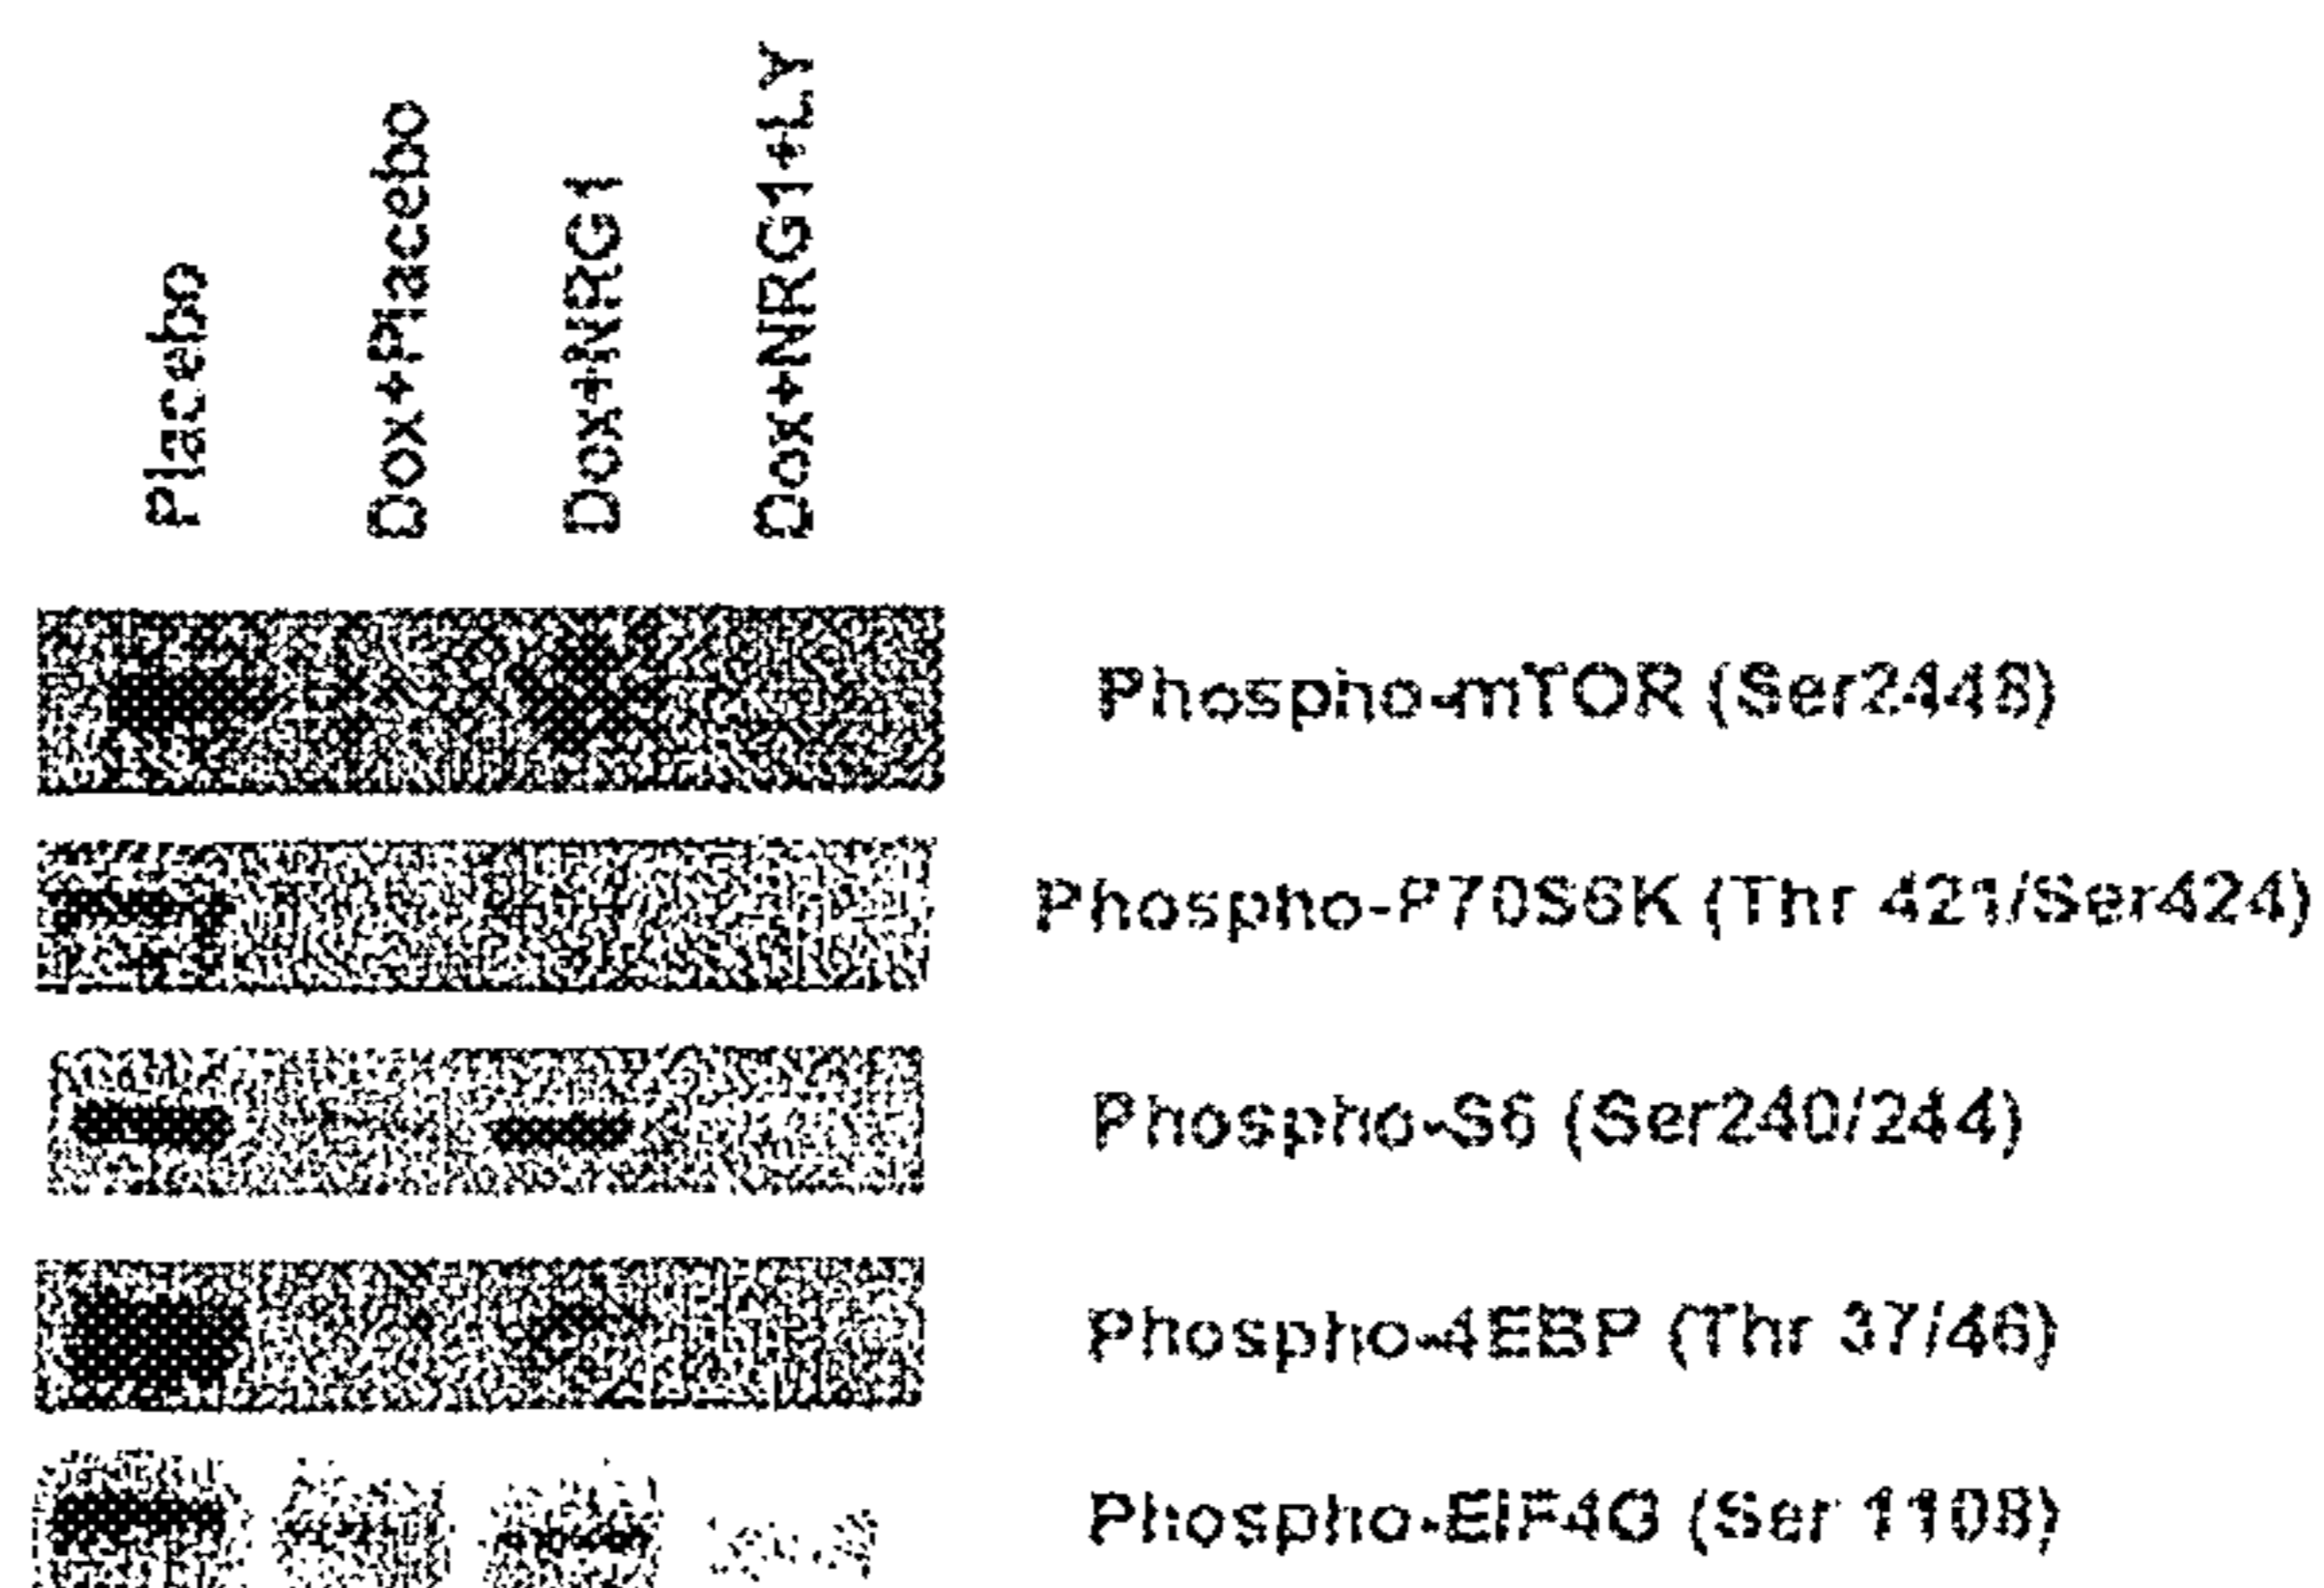 Placebo
Dox+Placebo
Dox+NRG1
Dox+NRG1+LY
Phospho-mTOR (Ser2448)
Phospho-P70S6K (Thr 421/Ser424)
Phospho-S6 (Ser240/244)
Phospho-4EBP (Thr 37/46)
Phospho-EIF4G (Ser 1108)